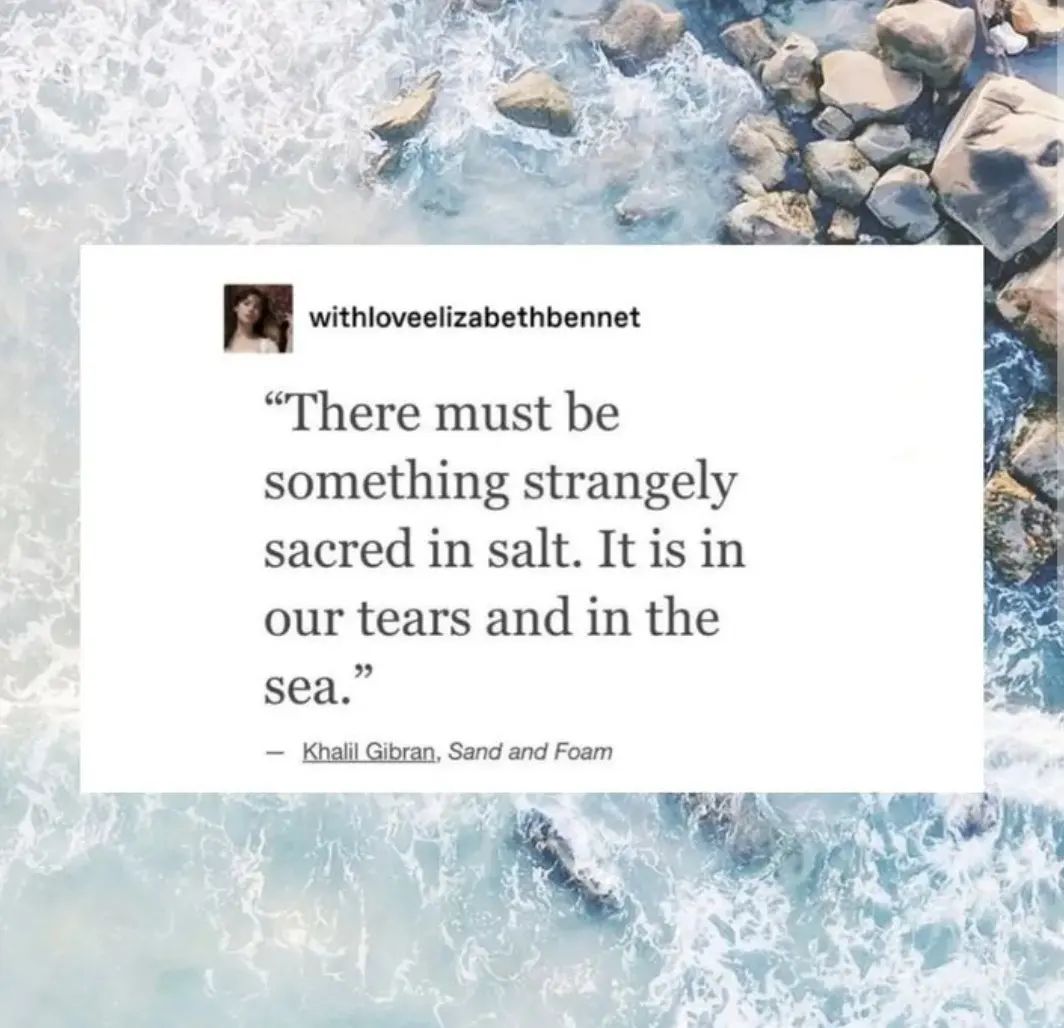 withloveelizabethbennet
“There must be
something strangely
sacred in salt. It is in
our tears and in the
sea.”
— Khalil Gibran, Sand and Foam